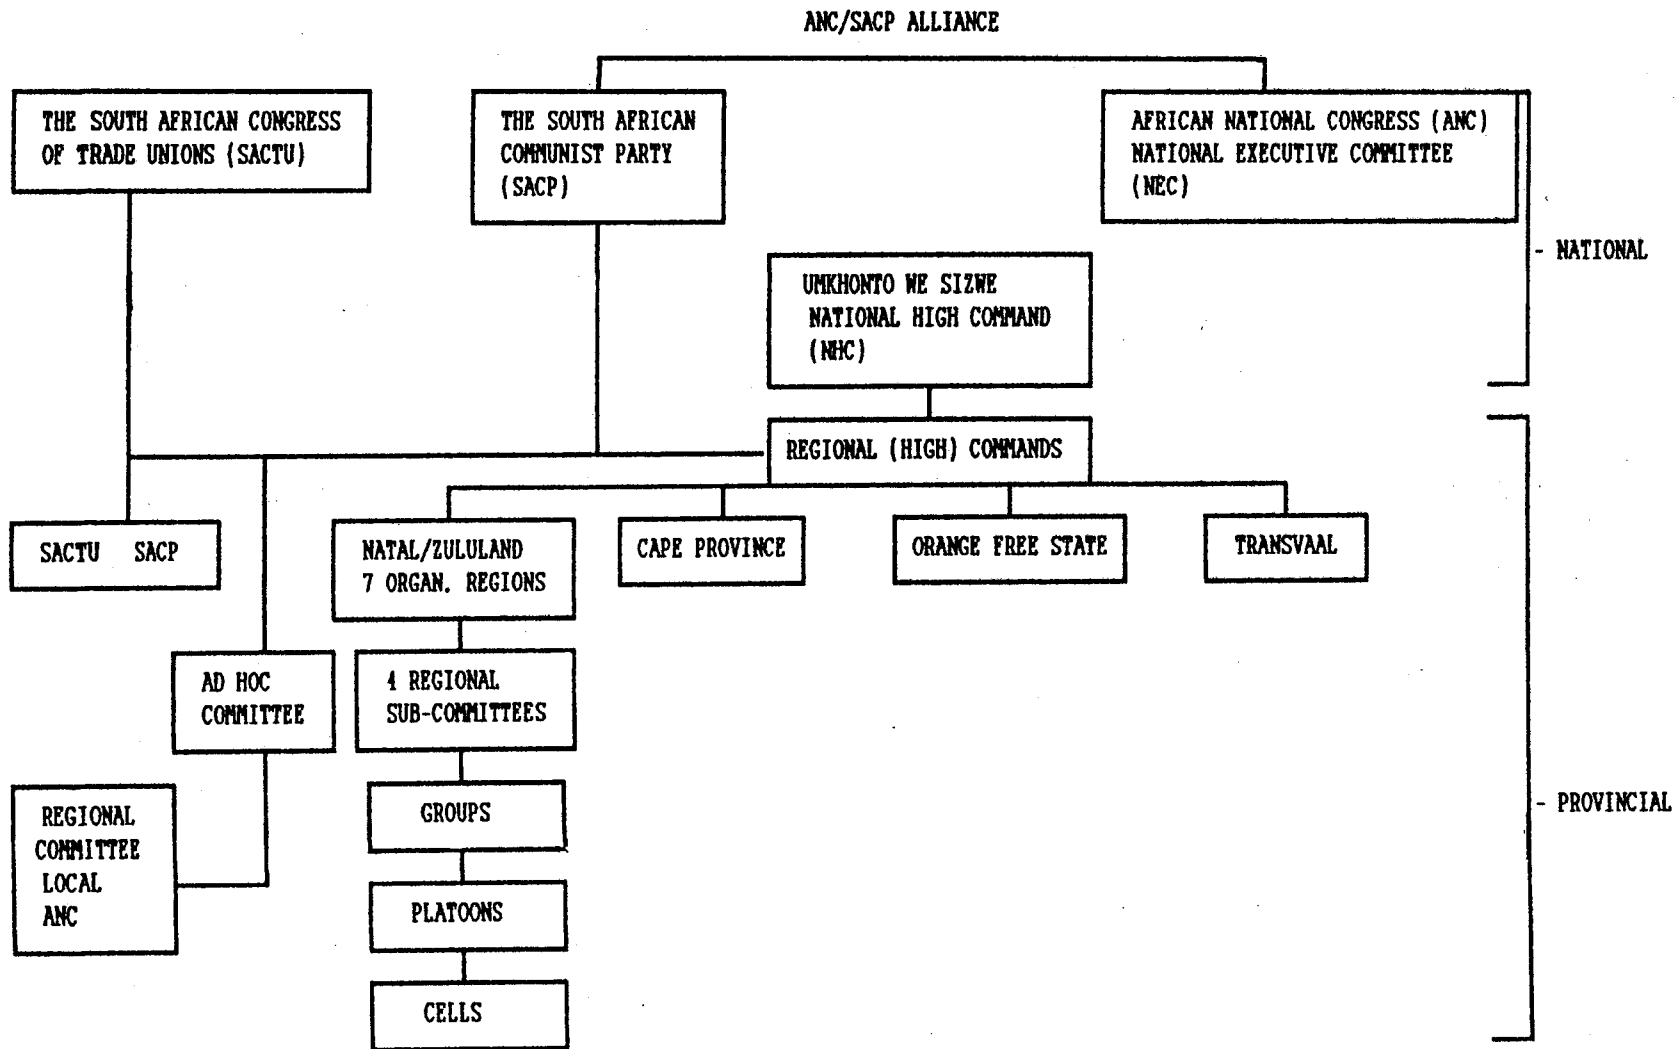 ANC/SACP ALLIANCE
THE SOUTH AFRICAN CONGRESS
OF TRADE UNIONS (SACTU)
THE SOUTH AFRICAN
COMMUNIST PARTY
(SACP)
AFRICAN NATIONAL CONGRESS (ANC)
NATIONAL EXECUTIVE COMMITTEE
(NEC)
- NATIONAL
UMKHONTO WE SIZWE
NATIONAL HIGH COMMAND
(NHC)
REGIONAL (HIGH) COMMANDS
SACTU SACP
NATAL/ZULULAND
7 ORGAN. REGIONS
CAPE PROVINCE
ORANGE FREE STATE
TRANSVAAL
AD HOC
COMMITTEE
4 REGIONAL
SUB-COMMITTEES
REGIONAL
COMMITTEE
LOCAL
ANC
GROUPS
- PROVINCIAL
PLATOONS
CELLS